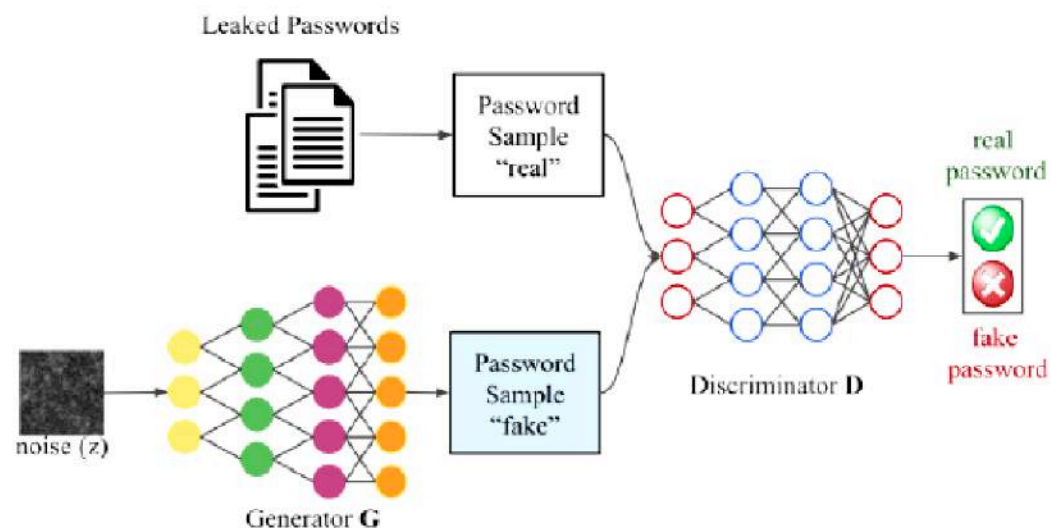 Leaked Passwords
Password
Sample
“real”
real
password
noise (z)
Generator G
Password
Sample
“fake”
Discriminator D
fake
password